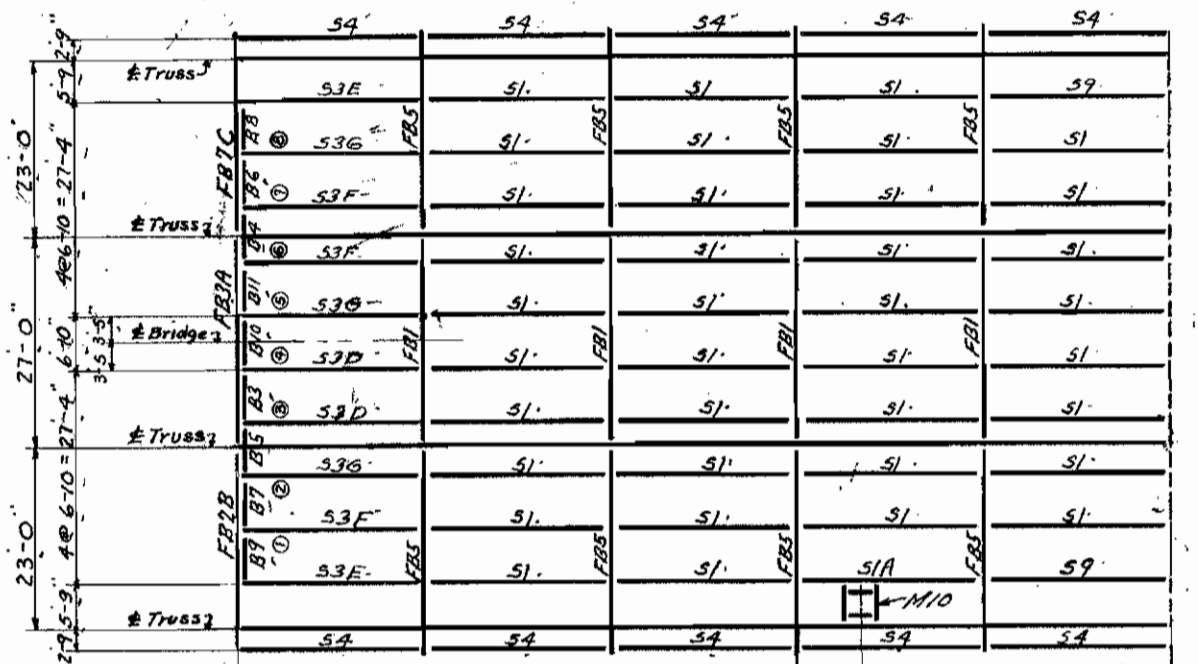 S4 S4 S4 S4 S4
2-9"
℄ Truss
5-9
S3E S1 S1 S1 S9
23-0"
FB7C
B8 ⑧ S3G FB5 S1 FB5 S1 FB5 S1 FB5 S1
B6 ⑦ S3F S1 S1 S1 S1
4@6-10 = 27-4"
℄ Truss
B4 ⑥ S3F S1 S1 S1 S1
FB3A
B11 ⑤ S3G S1 S1 S1 S1
27-0"
6-10
3-5 3-5"
℄ Bridge
B10 ④ S3D FB1 S1 FB1 S1 FB1 S1 FB1 S1
B3 ③ S3D S1 S1 S1 S1
℄ Truss
4@6-10 = 27-4"
B5 S3G S1 S1 S1 S1
FB2B
B7 ② S3F S1 S1 S1 S1
23-0"
B9 ① S3E FB5 S1 FB5 S1 FB5 S1A FB5 S9
5-9
M10
℄ Truss
2-9
S4 S4 S4 S4 S4